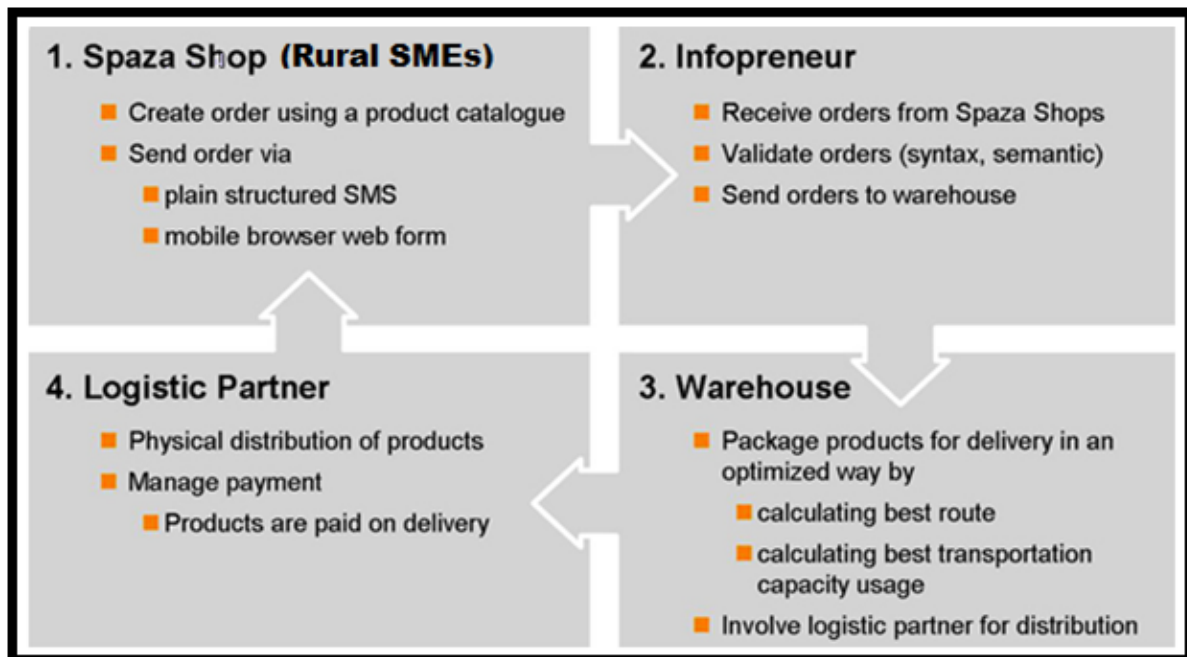 1. Spaza Shop (Rural SMEs)
Create order using a product catalogue
Send order via
plain structured SMS
mobile browser web form
2. Infopreneur
Receive orders from Spaza Shops
Validate orders (syntax, semantic)
Send orders to warehouse
3. Warehouse
Package products for delivery in an
optimized way by
calculating best route
calculating best transportation
capacity usage
Involve logistic partner for distribution
4. Logistic Partner
Physical distribution of products
Manage payment
Products are paid on delivery